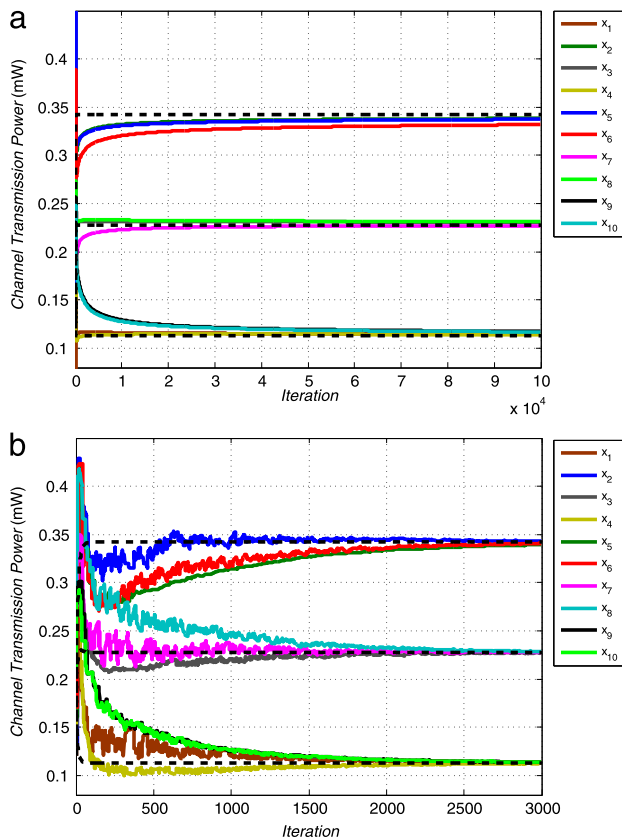 a
Channel Transmission Power (mW)
0.4
0.35
0.3
0.25
0.2
0.15
0.1
0 1 2 3 4 5 6 7 8 9 10
Iteration
x 10⁴
x₁
x₂
x₃
x₄
x₅
x₆
x₇
x₈
x₉
x₁₀
b
Channel Transmission Power (mW)
0.4
0.35
0.3
0.25
0.2
0.15
0.1
0 500 1000 1500 2000 2500 3000
Iteration
x₁
x₂
x₃
x₄
x₅
x₆
x₇
x₈
x₉
x₁₀